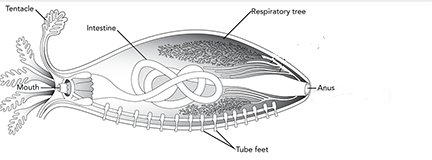 Tentacle
Respiratory tree
Intestine
Mouth
Anus
Tube feet